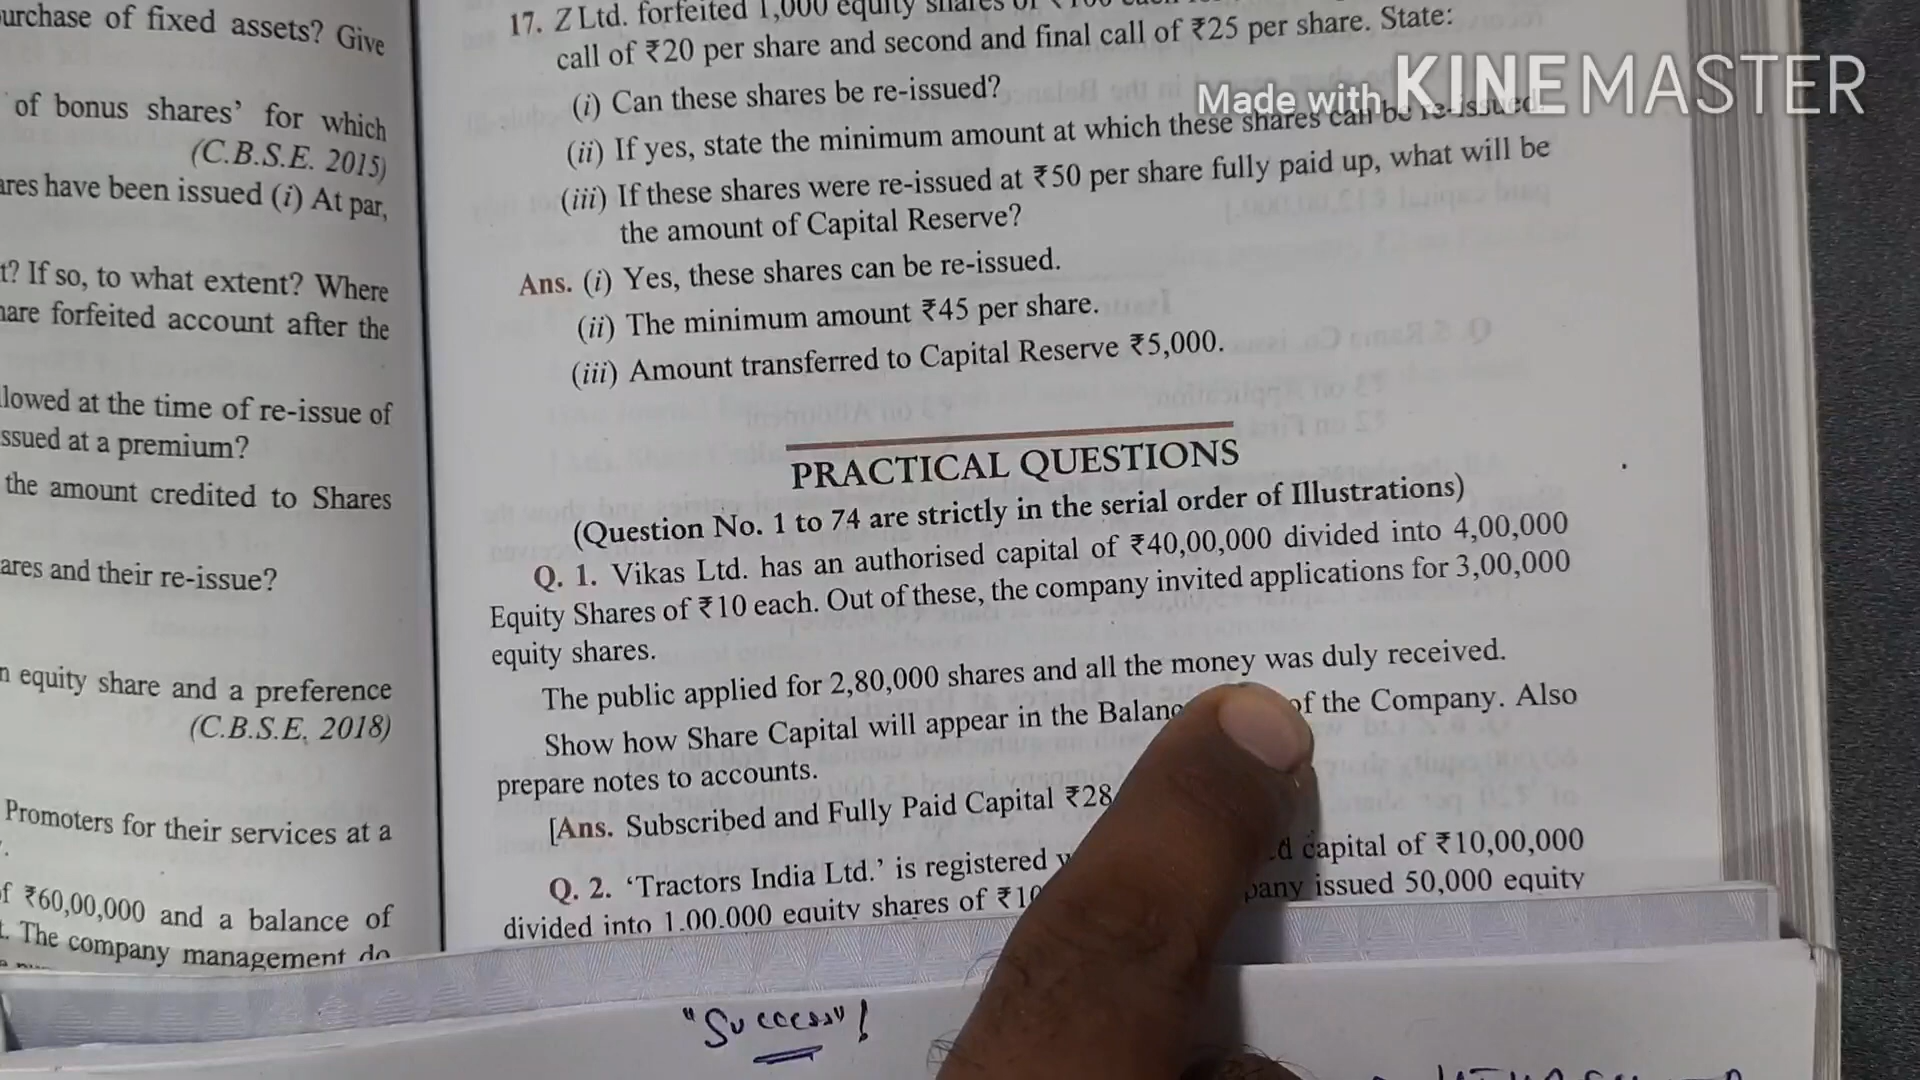 urchase of fixed assets? Give
of bonus shares’ for which
(C.B.S.E. 2015)
ares have been issued (i) At par,
t? If so, to what extent? Where
are forfeited account after the
lowed at the time of re-issue of
ssued at a premium?
the amount credited to Shares
ares and their re-issue?
n equity share and a preference
(C.B.S.E, 2018)
Promoters for their services at a
f ₹60,00,000 and a balance of
t. The company management do
17. Z Ltd. forfeited 1,000 equity shares of ₹100 each
call of ₹20 per share and second and final call of ₹25 per share. State:
(i) Can these shares be re-issued?
Made with KINEMASTER
(ii) If yes, state the minimum amount at which these shares can be re-issued
(iii) If these shares were re-issued at ₹50 per share fully paid up, what will be
the amount of Capital Reserve?
Ans. (i) Yes, these shares can be re-issued.
(ii) The minimum amount ₹45 per share.
(iii) Amount transferred to Capital Reserve ₹5,000.
PRACTICAL QUESTIONS
(Question No. 1 to 74 are strictly in the serial order of Illustrations)
Q. 1. Vikas Ltd. has an authorised capital of ₹40,00,000 divided into 4,00,000
Equity Shares of ₹10 each. Out of these, the company invited applications for 3,00,000
equity shares.
The public applied for 2,80,000 shares and all the money was duly received.
Show how Share Capital will appear in the Balanc of the Company. Also
prepare notes to accounts.
[Ans. Subscribed and Fully Paid Capital ₹28
Q. 2. ‘Tractors India Ltd.’ is registered w d capital of ₹10,00,000
divided into 1,00,000 equity shares of ₹10 pany issued 50,000 equity
"Success"!